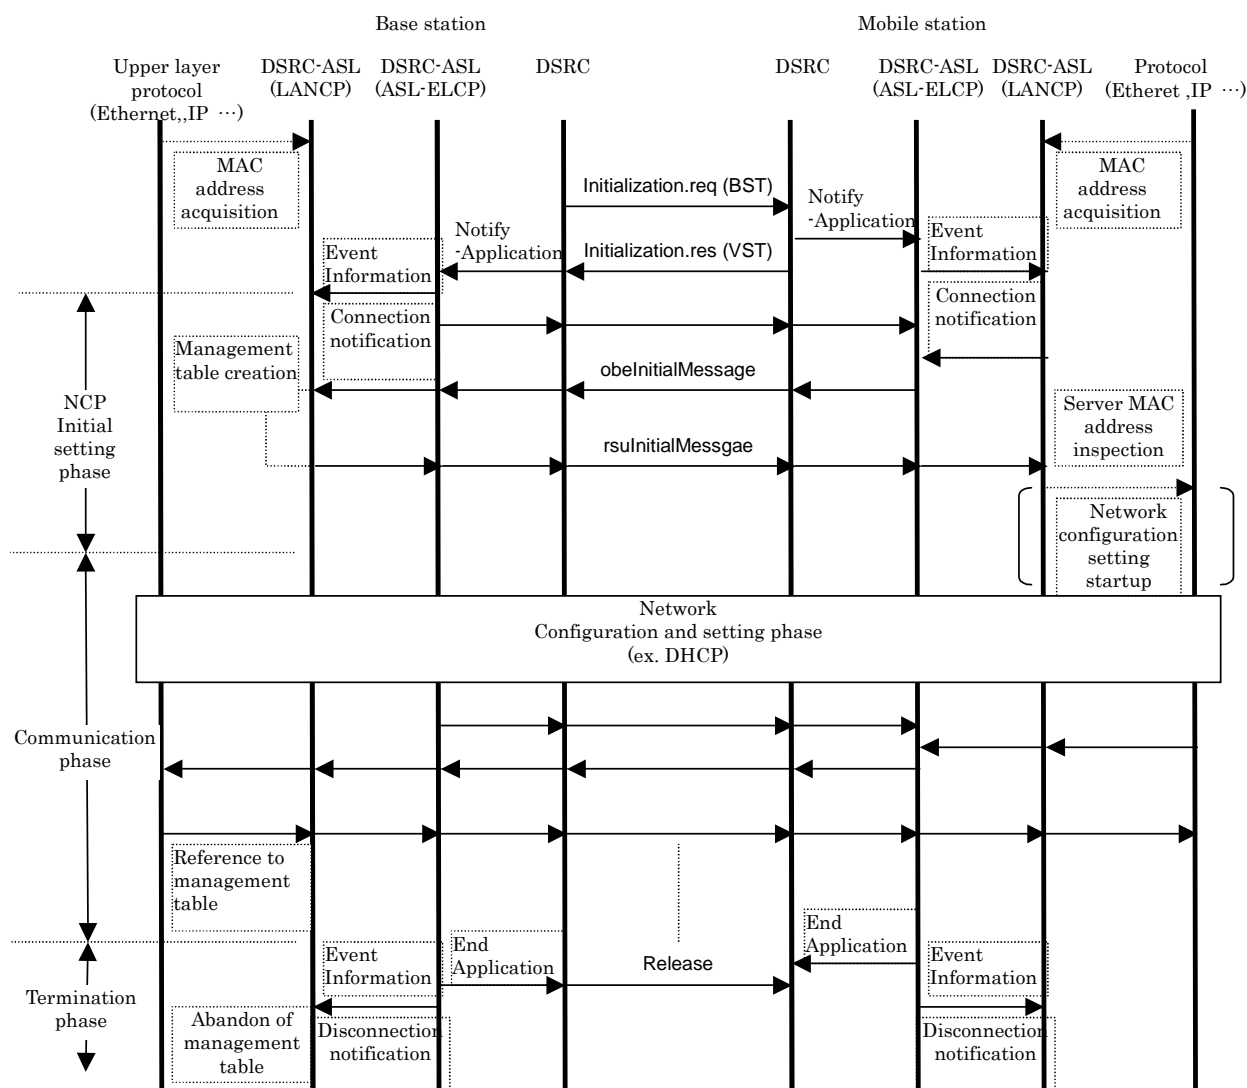 Base station
Mobile station
Upper layer
protocol
(Ethernet,,IP …)
DSRC-ASL
(LANCP)
DSRC-ASL
(ASL-ELCP)
DSRC
DSRC
DSRC-ASL
(ASL-ELCP)
DSRC-ASL
(LANCP)
Protocol
(Etheret ,IP …)
MAC
address
acquisition
MAC
address
acquisition
Initialization.req (BST)
Notify
-Application
Event
Information
Notify
-Application
Initialization.res (VST)
Event
Information
Connection
notification
Connection
notification
Management
table creation
obeInitialMessage
NCP
Initial
setting
phase
Server MAC
address
inspection
rsuInitialMessgae
Network
configuration
setting
startup
Network
Configuration and setting phase
(ex. DHCP)
Communication
phase
Reference to
management
table
End
Application
Event
Information
End
Application
Release
Event
Information
Termination
phase
Abandon of
management
table
Disconnection
notification
Disconnection
notification